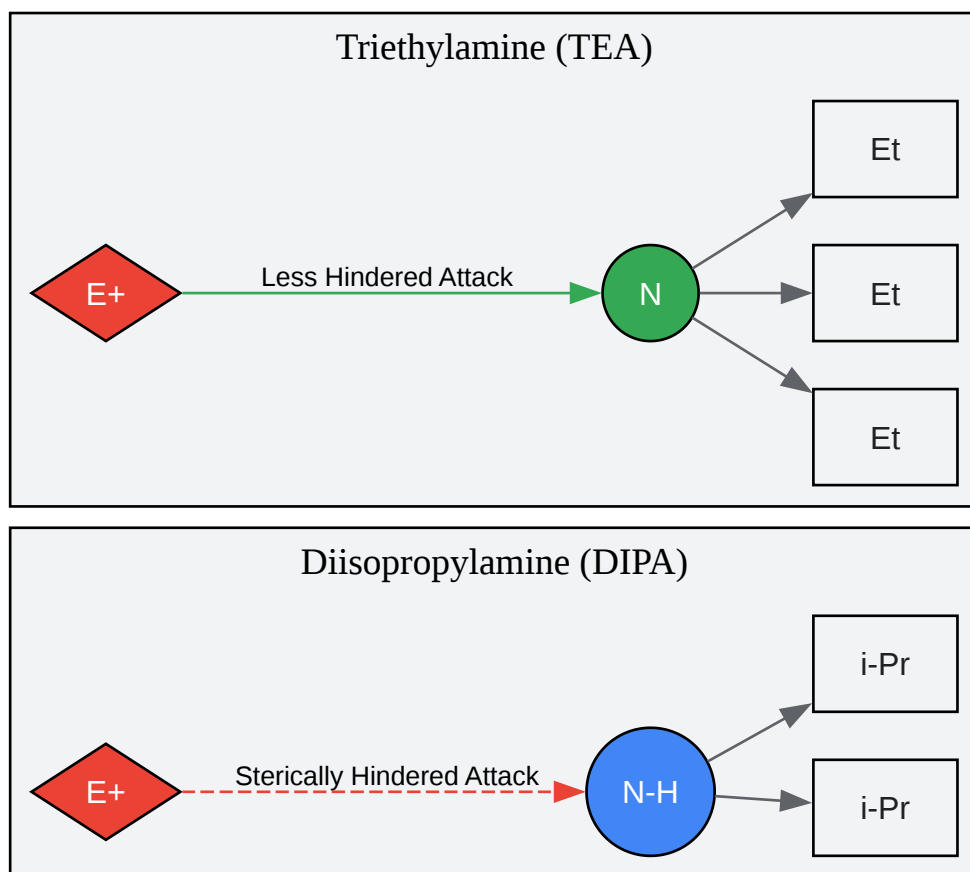 Triethylamine (TEA)
Et
E+
Less Hindered Attack
N
Et
Et
Diisopropylamine (DIPA)
i-Pr
E+
Sterically Hindered Attack
N-H
i-Pr